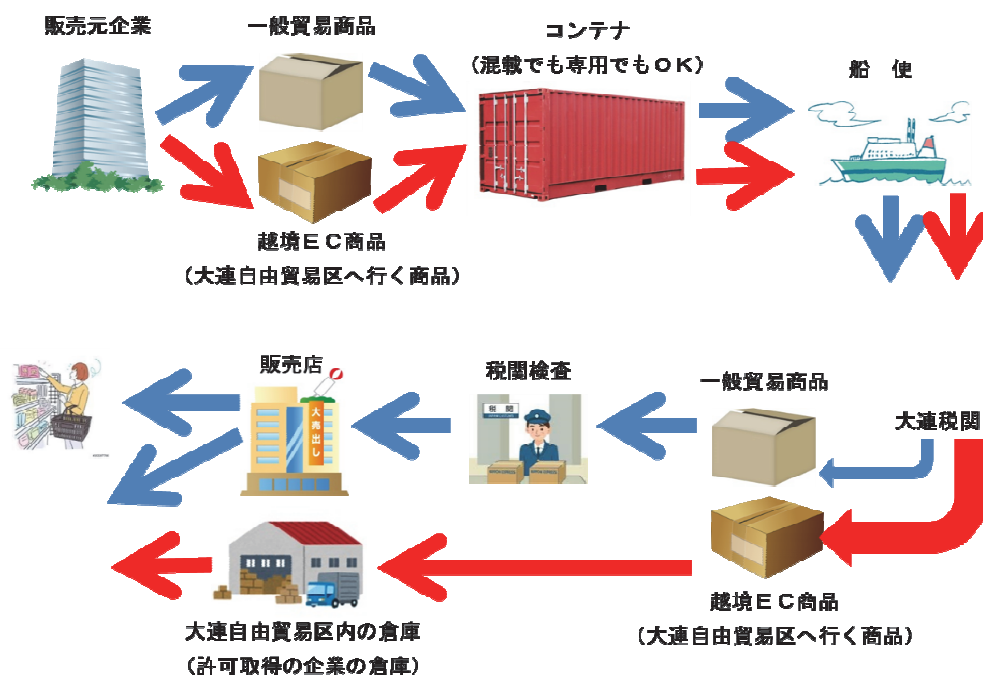 販売元企業
一般貿易商品
コンテナ
(混載でも専用でもOK)
船 便
越境EC商品
(大連自由貿易区へ行く商品)
販売店
税関検査
一般貿易商品
大連税関
税関
大売出し
越境EC商品
(大連自由貿易区へ行く商品)
大連自由貿易区内の倉庫
(許可取得の企業の倉庫)